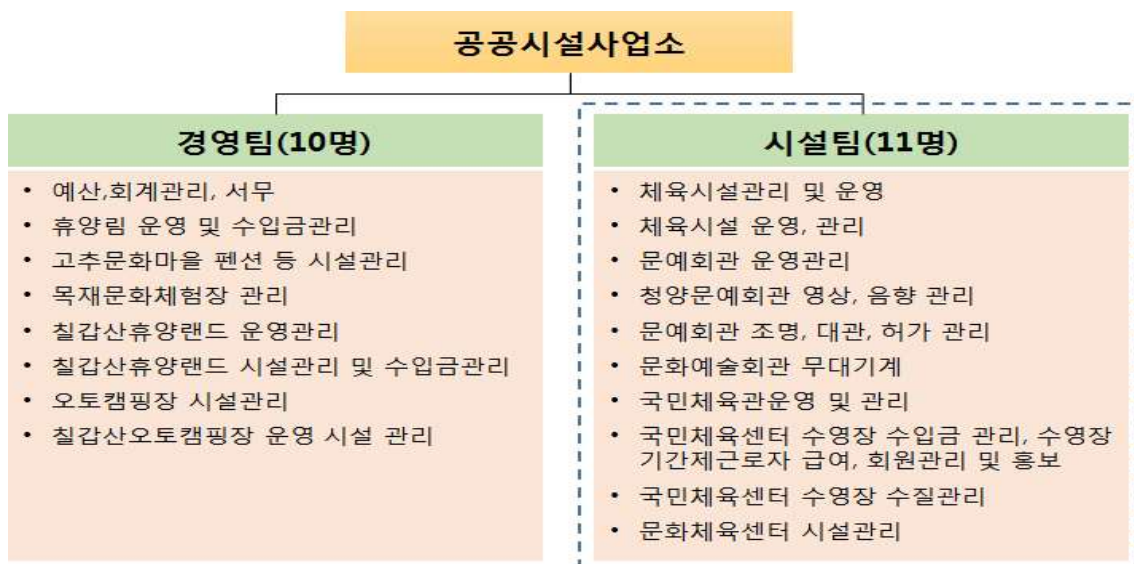 공공시설사업소
경영팀(10명)
• 예산,회계관리, 서무
• 휴양림 운영 및 수입금관리
• 고추문화마을 펜션 등 시설관리
• 목재문화체험장 관리
• 칠갑산휴양랜드 운영관리
• 칠갑산휴양랜드 시설관리 및 수입금관리
• 오토캠핑장 시설관리
• 칠갑산오토캠핑장 운영 시설 관리
시설팀(11명)
• 체육시설관리 및 운영
• 체육시설 운영, 관리
• 문예회관 운영관리
• 청양문예회관 영상, 음향 관리
• 문예회관 조명, 대관, 허가 관리
• 문화예술회관 무대기계
• 국민체육관운영 및 관리
• 국민체육센터 수영장 수입금 관리, 수영장
기간제근로자 급여, 회원관리 및 홍보
• 국민체육센터 수영장 수질관리
• 문화체육센터 시설관리